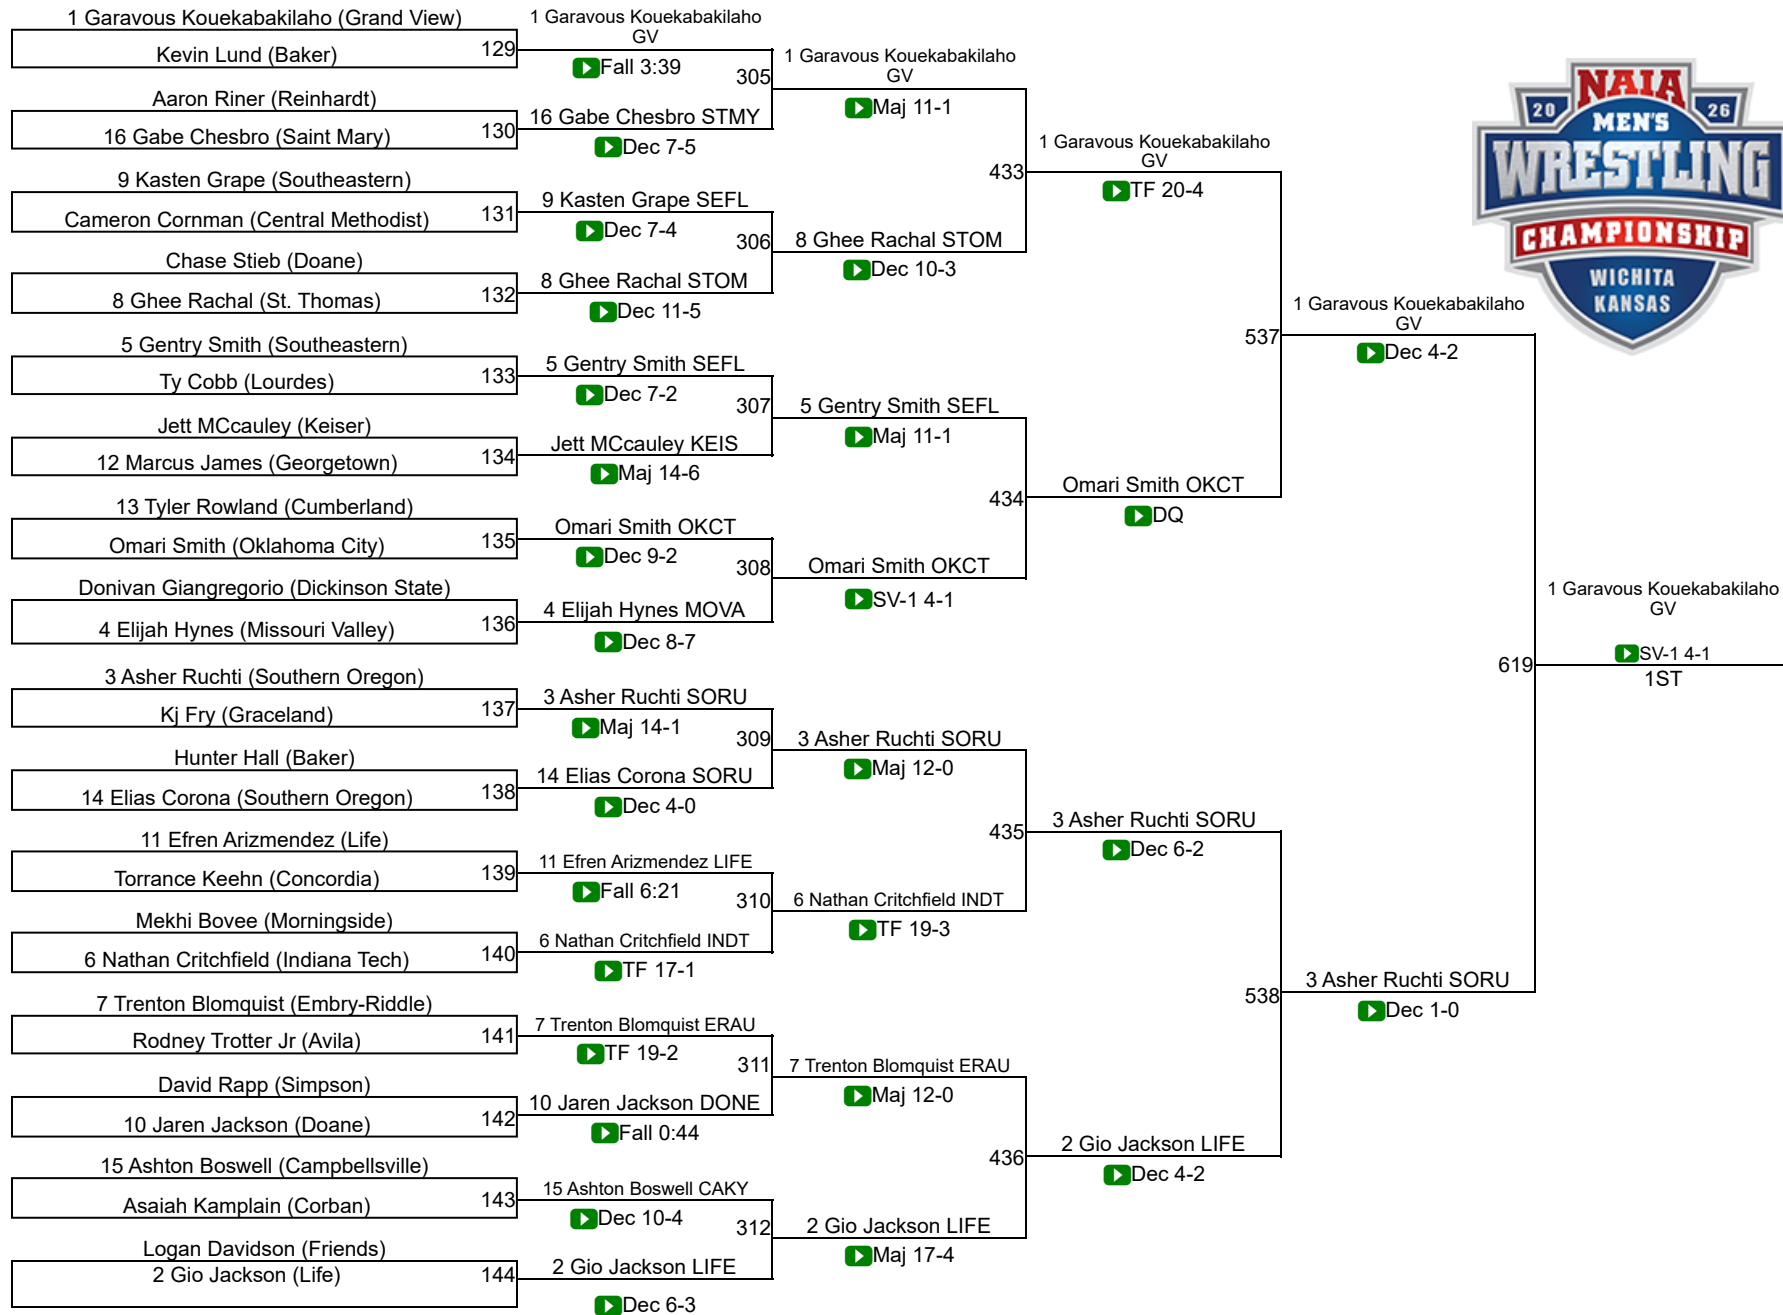 1 Garavous Kouekabakilaho (Grand View)
Kevin Lund (Baker)
129
Aaron Riner (Reinhardt)
16 Gabe Chesbro (Saint Mary)
130
9 Kasten Grape (Southeastern)
Cameron Cornman (Central Methodist)
131
Chase Stieb (Doane)
8 Ghee Rachal (St. Thomas)
132
5 Gentry Smith (Southeastern)
Ty Cobb (Lourdes)
133
Jett MCcauley (Keiser)
12 Marcus James (Georgetown)
134
13 Tyler Rowland (Cumberland)
Omari Smith (Oklahoma City)
135
Donivan Giangregorio (Dickinson State)
4 Elijah Hynes (Missouri Valley)
136
3 Asher Ruchti (Southern Oregon)
Kj Fry (Graceland)
137
Hunter Hall (Baker)
14 Elias Corona (Southern Oregon)
138
11 Efren Arizmendez (Life)
Torrance Keehn (Concordia)
139
Mekhi Bovee (Morningside)
6 Nathan Critchfield (Indiana Tech)
140
7 Trenton Blomquist (Embry-Riddle)
Rodney Trotter Jr (Avila)
141
David Rapp (Simpson)
10 Jaren Jackson (Doane)
142
15 Ashton Boswell (Campbellsville)
Asaiah Kamplain (Corban)
143
Logan Davidson (Friends)
2 Gio Jackson (Life)
144
1 Garavous Kouekabakilaho
GV
Fall 3:39
305
16 Gabe Chesbro STMY
Dec 7-5
9 Kasten Grape SEFL
Dec 7-4
306
8 Ghee Rachal STOM
Dec 11-5
5 Gentry Smith SEFL
Dec 7-2
307
Jett MCcauley KEIS
Maj 14-6
Omari Smith OKCT
Dec 9-2
308
4 Elijah Hynes MOVA
Dec 8-7
3 Asher Ruchti SORU
Maj 14-1
309
14 Elias Corona SORU
Dec 4-0
11 Efren Arizmendez LIFE
Fall 6:21
310
6 Nathan Critchfield INDT
TF 17-1
7 Trenton Blomquist ERAU
TF 19-2
311
10 Jaren Jackson DONE
Fall 0:44
15 Ashton Boswell CAKY
Dec 10-4
312
2 Gio Jackson LIFE
Dec 6-3
1 Garavous Kouekabakilaho
GV
Maj 11-1
433
8 Ghee Rachal STOM
Dec 10-3
5 Gentry Smith SEFL
Maj 11-1
434
Omari Smith OKCT
SV-1 4-1
3 Asher Ruchti SORU
Maj 12-0
435
6 Nathan Critchfield INDT
TF 19-3
7 Trenton Blomquist ERAU
Maj 12-0
436
2 Gio Jackson LIFE
Maj 17-4
1 Garavous Kouekabakilaho
GV
TF 20-4
537
Omari Smith OKCT
DQ
3 Asher Ruchti SORU
Dec 6-2
538
2 Gio Jackson LIFE
Dec 4-2
1 Garavous Kouekabakilaho
GV
Dec 4-2
619
3 Asher Ruchti SORU
Dec 1-0
1 Garavous Kouekabakilaho
GV
SV-1 4-1
1ST
NAIA
20 26
MEN'S
WRESTLING
CHAMPIONSHIP
WICHITA
KANSAS